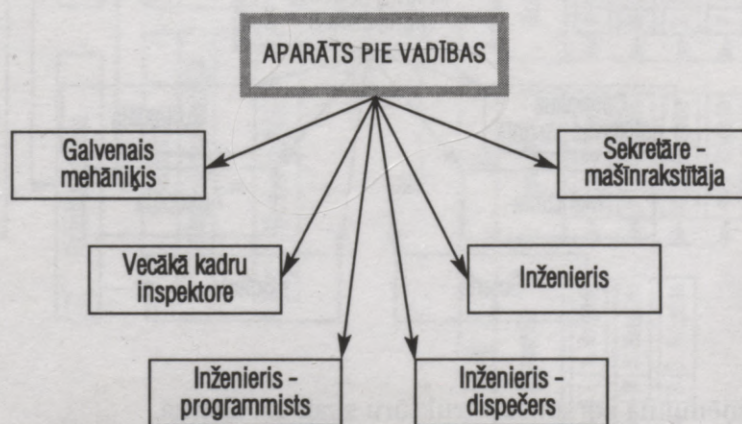 APARĀTS PIE VADĪBAS
Galvenais
mehāniķis
Sekretāre -
mašīnrakstītāja
Vecākā kadru
inspektore
Inženieris
Inženieris -
programmists
Inženieris -
dispečers